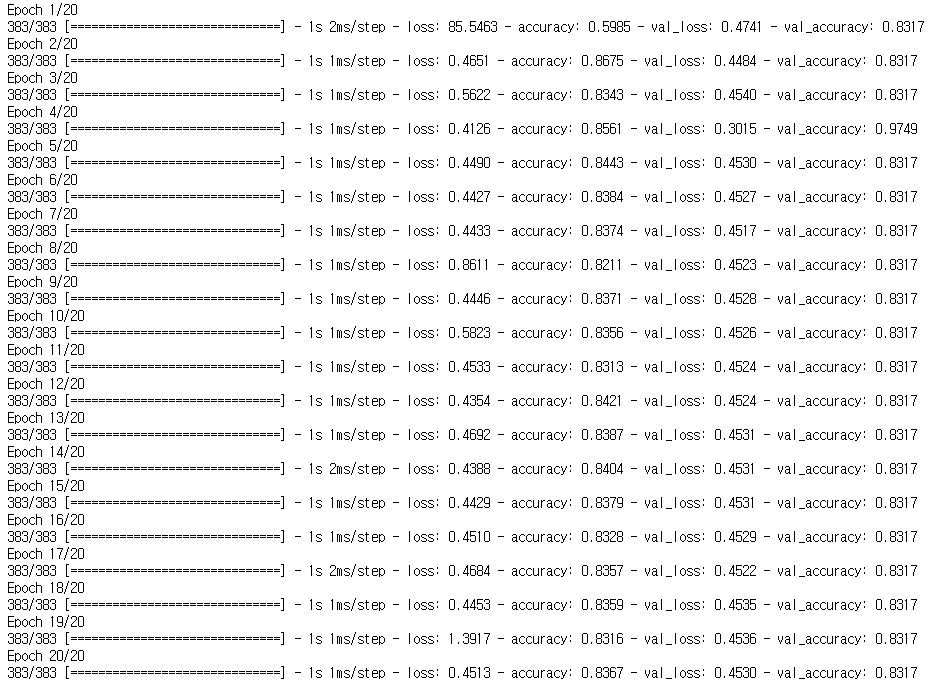 Epoch 1/20
383/383 [==============================] - 1s 2ms/step - loss: 85.5463 - accuracy: 0.5985 - val_loss: 0.4741 - val_accuracy: 0.8317
Epoch 2/20
383/383 [==============================] - 1s 1ms/step - loss: 0.4651 - accuracy: 0.8675 - val_loss: 0.4484 - val_accuracy: 0.8317
Epoch 3/20
383/383 [==============================] - 1s 1ms/step - loss: 0.5622 - accuracy: 0.8343 - val_loss: 0.4540 - val_accuracy: 0.8317
Epoch 4/20
383/383 [==============================] - 1s 1ms/step - loss: 0.4126 - accuracy: 0.8561 - val_loss: 0.3015 - val_accuracy: 0.9749
Epoch 5/20
383/383 [==============================] - 1s 1ms/step - loss: 0.4490 - accuracy: 0.8443 - val_loss: 0.4530 - val_accuracy: 0.8317
Epoch 6/20
383/383 [==============================] - 1s 1ms/step - loss: 0.4427 - accuracy: 0.8384 - val_loss: 0.4527 - val_accuracy: 0.8317
Epoch 7/20
383/383 [==============================] - 1s 1ms/step - loss: 0.4433 - accuracy: 0.8374 - val_loss: 0.4517 - val_accuracy: 0.8317
Epoch 8/20
383/383 [==============================] - 1s 1ms/step - loss: 0.8611 - accuracy: 0.8211 - val_loss: 0.4523 - val_accuracy: 0.8317
Epoch 9/20
383/383 [==============================] - 1s 1ms/step - loss: 0.4446 - accuracy: 0.8371 - val_loss: 0.4528 - val_accuracy: 0.8317
Epoch 10/20
383/383 [==============================] - 1s 1ms/step - loss: 0.5823 - accuracy: 0.8356 - val_loss: 0.4526 - val_accuracy: 0.8317
Epoch 11/20
383/383 [==============================] - 1s 1ms/step - loss: 0.4533 - accuracy: 0.8313 - val_loss: 0.4524 - val_accuracy: 0.8317
Epoch 12/20
383/383 [==============================] - 1s 1ms/step - loss: 0.4354 - accuracy: 0.8421 - val_loss: 0.4524 - val_accuracy: 0.8317
Epoch 13/20
383/383 [==============================] - 1s 1ms/step - loss: 0.4692 - accuracy: 0.8387 - val_loss: 0.4531 - val_accuracy: 0.8317
Epoch 14/20
383/383 [==============================] - 1s 2ms/step - loss: 0.4388 - accuracy: 0.8404 - val_loss: 0.4531 - val_accuracy: 0.8317
Epoch 15/20
383/383 [==============================] - 1s 1ms/step - loss: 0.4429 - accuracy: 0.8379 - val_loss: 0.4531 - val_accuracy: 0.8317
Epoch 16/20
383/383 [==============================] - 1s 1ms/step - loss: 0.4510 - accuracy: 0.8328 - val_loss: 0.4529 - val_accuracy: 0.8317
Epoch 17/20
383/383 [==============================] - 1s 2ms/step - loss: 0.4684 - accuracy: 0.8357 - val_loss: 0.4522 - val_accuracy: 0.8317
Epoch 18/20
383/383 [==============================] - 1s 1ms/step - loss: 0.4453 - accuracy: 0.8359 - val_loss: 0.4535 - val_accuracy: 0.8317
Epoch 19/20
383/383 [==============================] - 1s 1ms/step - loss: 1.3917 - accuracy: 0.8316 - val_loss: 0.4536 - val_accuracy: 0.8317
Epoch 20/20
383/383 [==============================] - 1s 1ms/step - loss: 0.4513 - accuracy: 0.8367 - val_loss: 0.4530 - val_accuracy: 0.8317